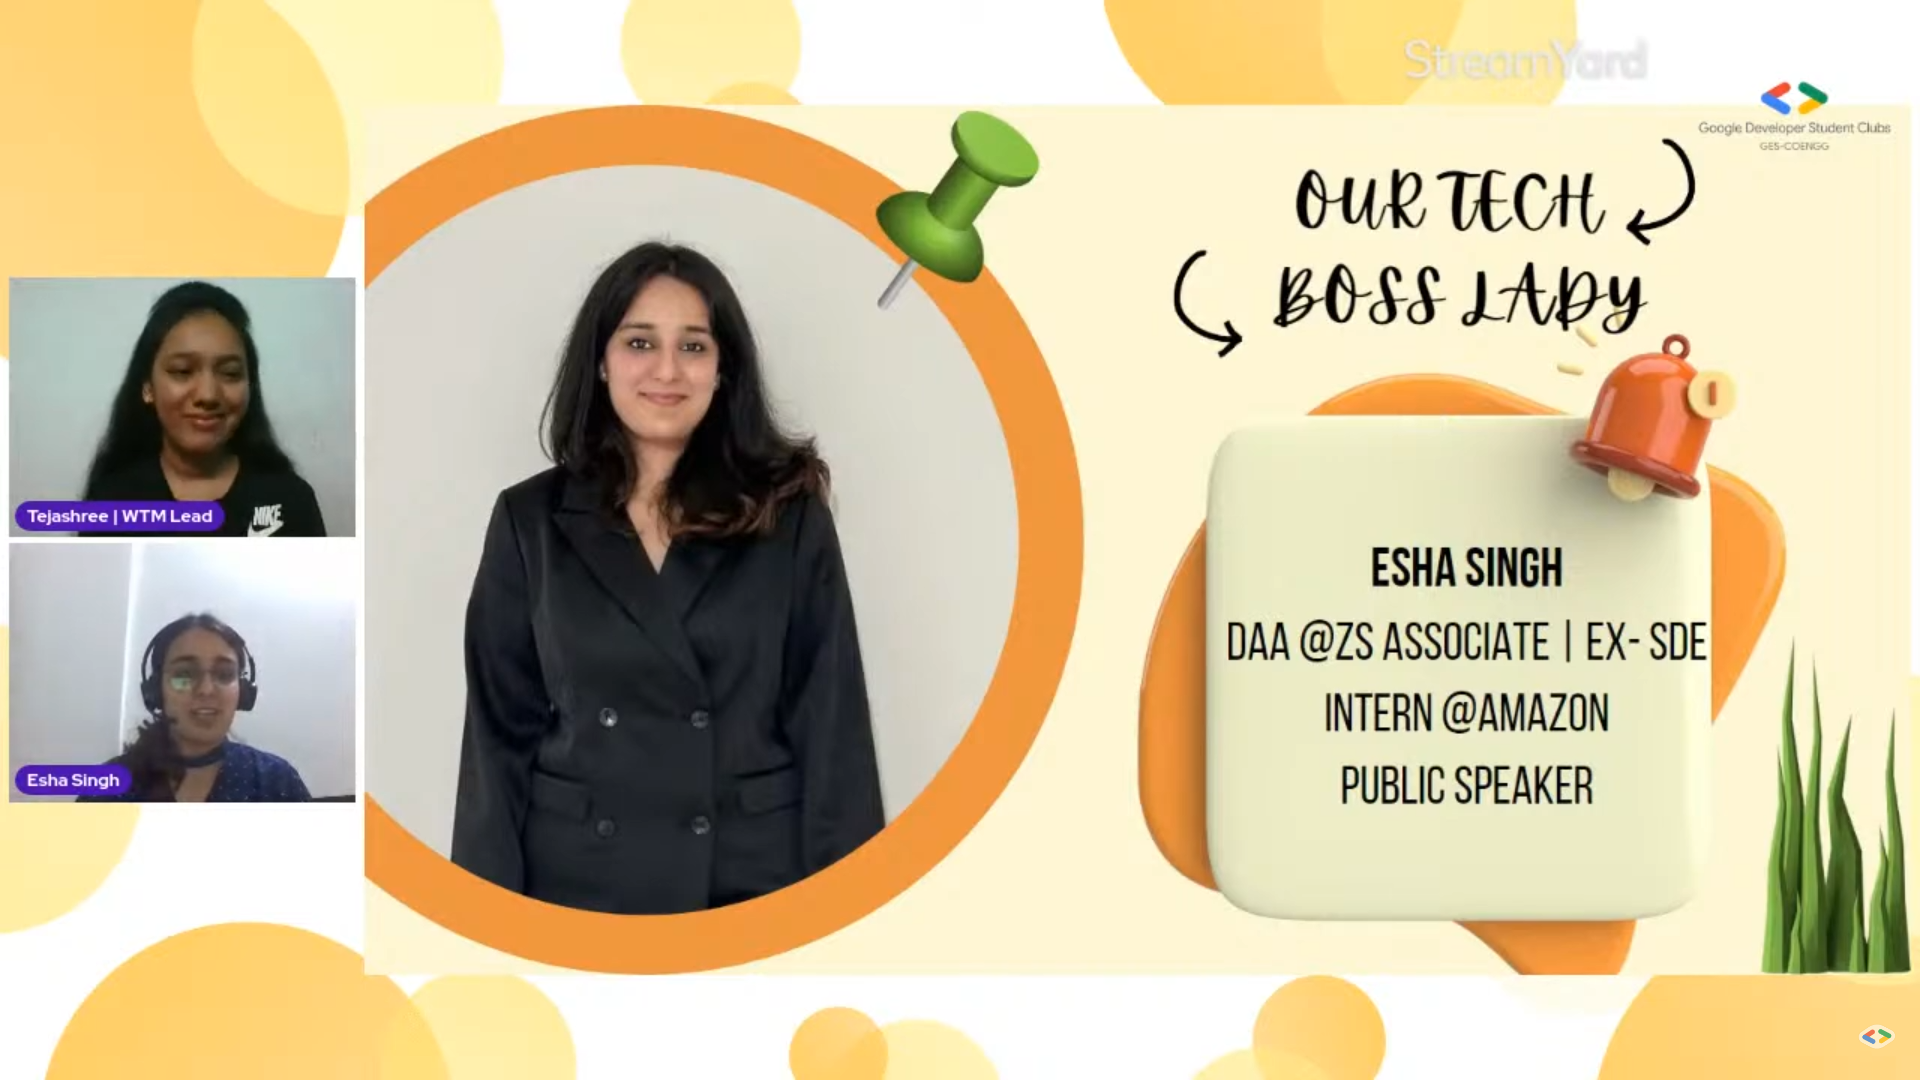 StreamYard
Google Developer Student Clubs
GES-COENGG
OUR TECH
BOSS LADY
Tejashree | WTM Lead
NIKE
Esha Singh
ESHA SINGH
DAA @ZS ASSOCIATE | EX- SDE
INTERN @AMAZON
PUBLIC SPEAKER